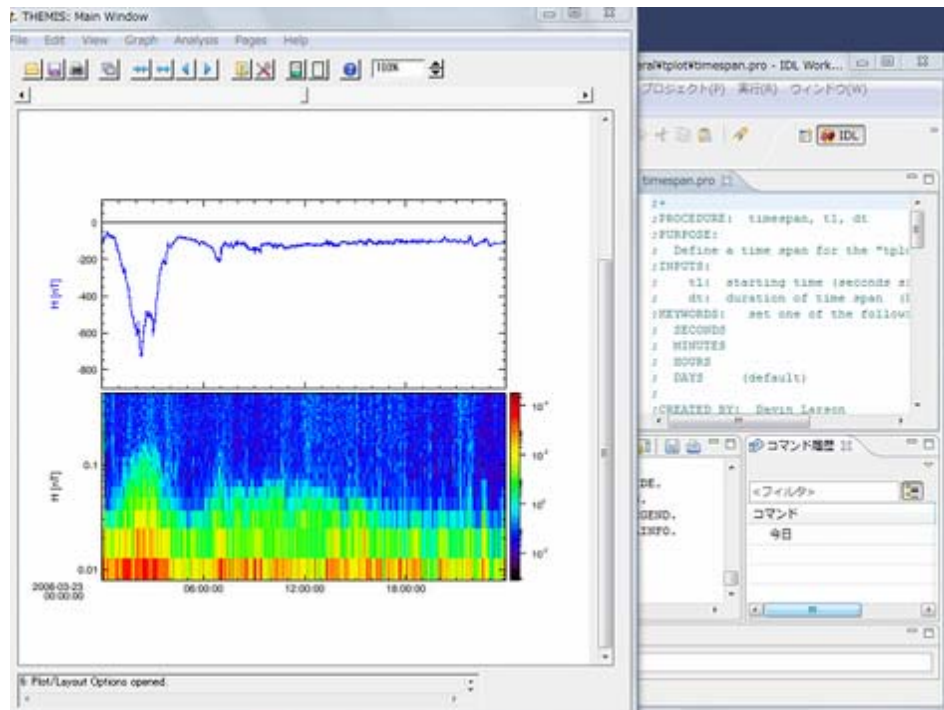 THEMIS: Main Window
File Edit View Graph Analysis Pages Help
100%
0
-200
-400
-600
-800
H [nT]
0.1
0.01
H [nT]
06:00:00
12:00:00
18:00:00
00:00:00
6: Plot/Layout Options opened.
eral¥tplot¥timespan.pro - IDL Work...
プロジェクト(P) 実行(R) ウィンドウ(W)
IDL
timespan.pro
;+
;PROCEDURE: timespan, t1, dt
;PURPOSE:
; Define a time span for the "tpl
;INPUTS:
; t1: starting time (seconds s
; dt: duration of time span
;KEYWORDS: set one of the follow
; SECONDS
; MINUTES
; HOURS
; DAYS (default)
;
;CREATED BY: Davin Larson
DE.
GEND.
INFO.
コマンド履歴
<フィルタ>
コマンド
今日